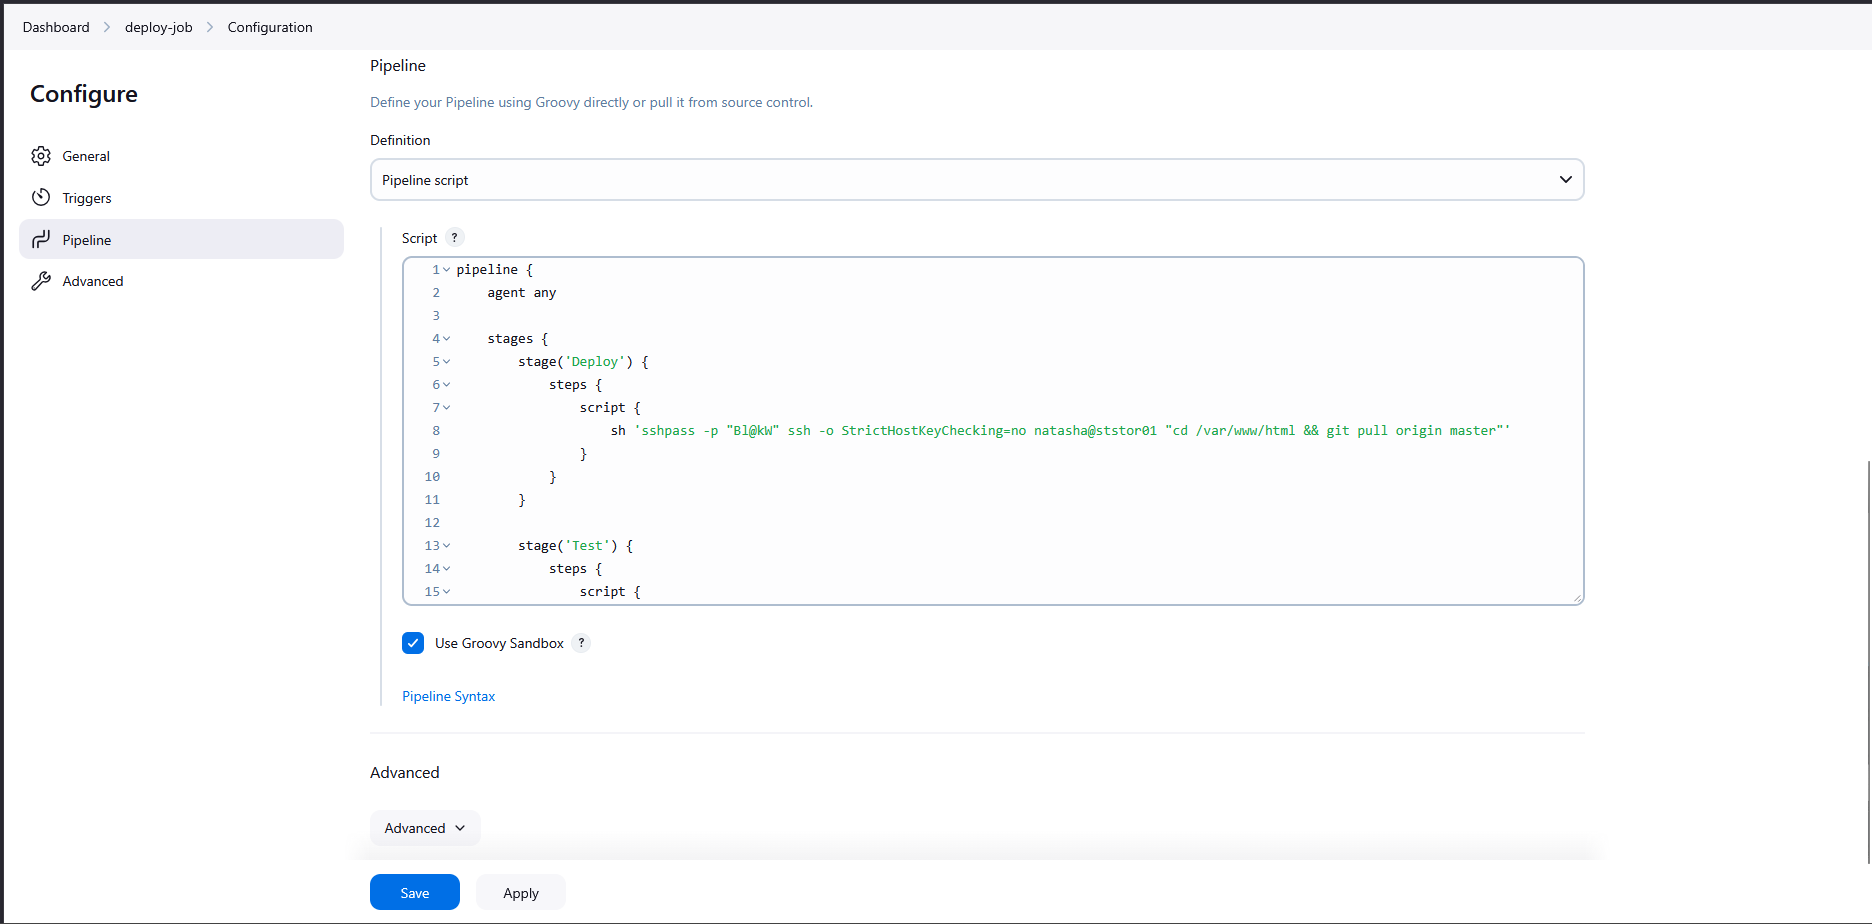 Dashboard > deploy-job > Configuration
Configure
General
Triggers
Pipeline
Advanced
Pipeline
Define your Pipeline using Groovy directly or pull it from source control.
Definition
Pipeline script
Script ?
1 pipeline {
2     agent any
3
4     stages {
5         stage('Deploy') {
6             steps {
7                 script {
8                     sh 'sshpass -p "Bl@kW" ssh -o StrictHostKeyChecking=no natasha@ststor01 "cd /var/www/html && git pull origin master"'
9                 }
10             }
11         }
12
13         stage('Test') {
14             steps {
15                 script {
Use Groovy Sandbox ?
Pipeline Syntax
Advanced
Advanced
Save Apply